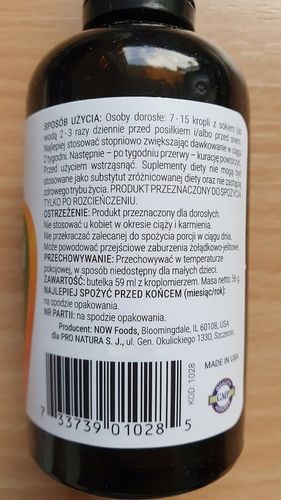 SPOSÓB UŻYCIA: Osoby dorosłe: 7 - 15 kropli z sokiem lub
wodą 2 - 3 razy dziennie przed posiłkiem i/albo przed snem.
Najlepiej stosować stopniowo zwiększając dawkowanie w ciągu
2 tygodni. Następnie – po tygodniu przerwy – kurację powtórzyć.
Przed użyciem wstrząsnąć. Suplementy diety nie mogą być
stosowane jako substytut zróżnicowanej diety oraz nie zastąpią
zdrowego trybu życia. PRODUKT PRZEZNACZONY DO SPOŻYCIA
TYLKO PO ROZCIEŃCZENIU.
OSTRZEŻENIE: Produkt przeznaczony dla dorosłych.
Nie stosować u kobiet w okresie ciąży i karmienia.
Nie przekraczać zalecanej do spożycia porcji w ciągu dnia.
Może powodować przejściowe zaburzenia żołądkowo-jelitowe.
PRZECHOWYWANIE: Przechowywać w temperaturze
pokojowej, w sposób niedostępny dla małych dzieci.
ZAWARTOŚĆ: butelka 59 ml z kroplomierzem. Masa netto: 56 g.
NAJLEPIEJ SPOŻYĆ PRZED KOŃCEM (miesiąc/rok):
na spodzie opakowania.
NR PARTII: na spodzie opakowania.
Producent: NOW Foods, Bloomingdale, IL 60108, USA
dla PRO NATURA S. J., ul. Gen. Okulickiego 1330, Szczecin.
MADE IN USA
GMP
KOD: 1028
7 33739 01028 5